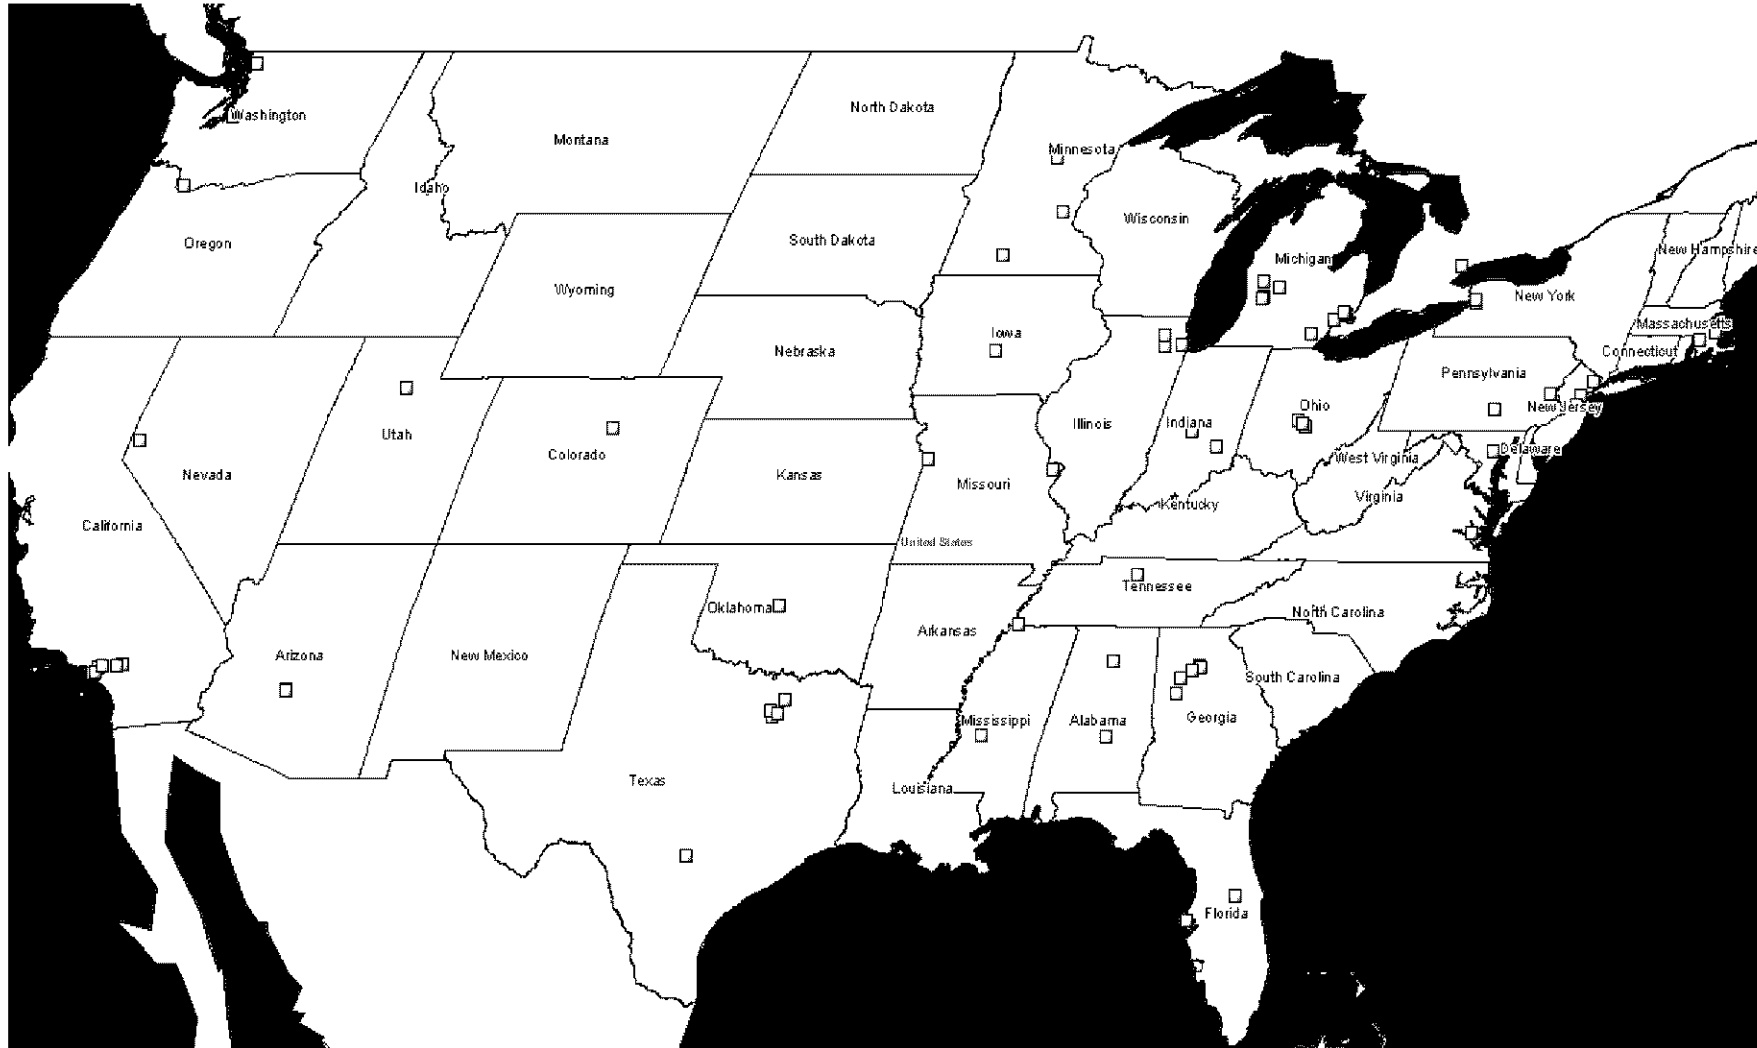 Washington
North Dakota
Montana
Minnesota
Idaho
Wisconsin
Oregon
South Dakota
New Hampshire
Michigan
Wyoming
New York
Massachusetts
Iowa
Nebraska
Connecticut
Pennsylvania
Ohio
New Jersey
Utah
Illinois
Indiana
Colorado
Delaware
West Virginia
Nevada
Kansas
Missouri
Virginia
Kentucky
California
United States
Tennessee
Oklahoma
North Carolina
Arkansas
Arizona
New Mexico
South Carolina
Mississippi
Alabama
Georgia
Texas
Louisiana
Florida